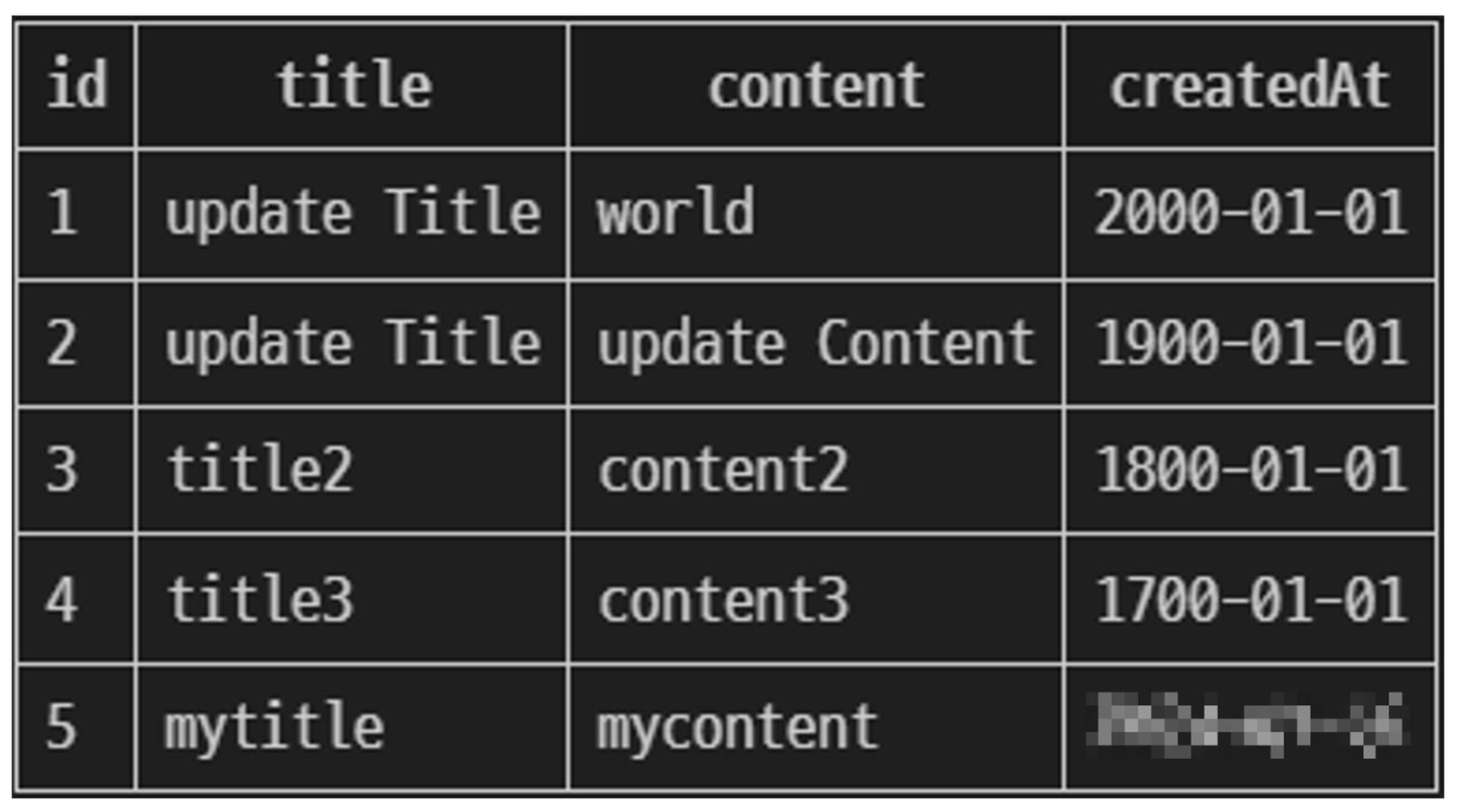 id title content createdAt
1 update Title world 2000-01-01
2 update Title update Content 1900-01-01
3 title2 content2 1800-01-01
4 title3 content3 1700-01-01
5 mytitle mycontent